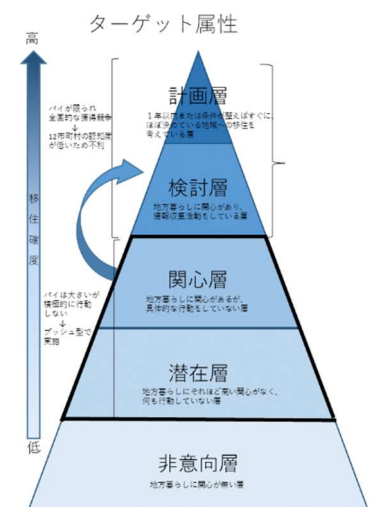 ターゲット属性
高
計画層
1年以内または条件が整えばすぐに、
ほぼ決めている地域への移住を
考えている層
パイが限られ
全国的な獲得競争
↓
12市町村の認知度
が低いため不利
検討層
地方暮らしに関心があり、
情報収集活動をしている層
移住確度
関心層
地方暮らしに関心があるが、
具体的な行動をしていない層
パイは大きいが
積極的に行動
しない
↓
プッシュ型で
実施
潜在層
地方暮らしにそれほど高い関心がなく、
何も行動していない層
低
非意向層
地方暮らしに関心が無い層